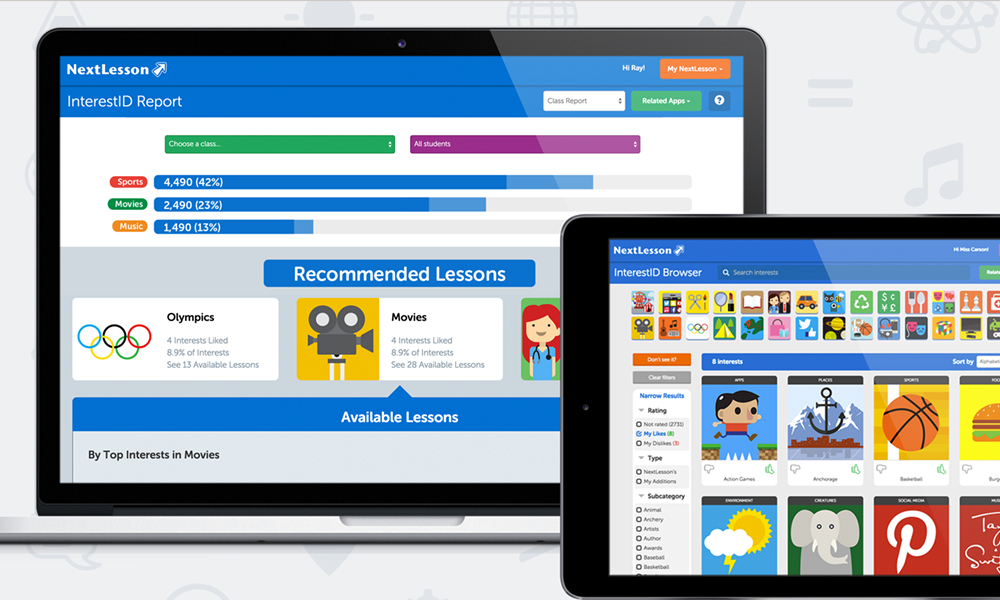 NextLesson
Hi Ray!
My NextLesson
InterestID Report
Class Report
Related Apps
?
Choose a class...
All students
Sports
4,490 (42%)
Movies
2,490 (23%)
Music
1,490 (13%)
Recommended Lessons
Olympics
4 Interests Liked
8.9% of Interests
See 13 Available Lessons
Movies
4 Interests Liked
8.9% of Interests
See 28 Available Lessons
Available Lessons
By Top Interests in Movies
NextLesson
Hi Miss Carson!
InterestID Browser
Search interests
Don't see it?
Clear filters
Narrow Results
Rating
Not rated (2731)
My Likes (8)
My Dislikes (3)
Type
NextLesson's
My Additions
Subcategory
Animal
Archery
Artists
Author
Awards
Baseball
Basketball
8 interests
Sort by
APPS
PLACES
SPORTS
Action Games
Anchorage
Basketball
ENVIRONMENT
CREATURES
SOCIAL MEDIA